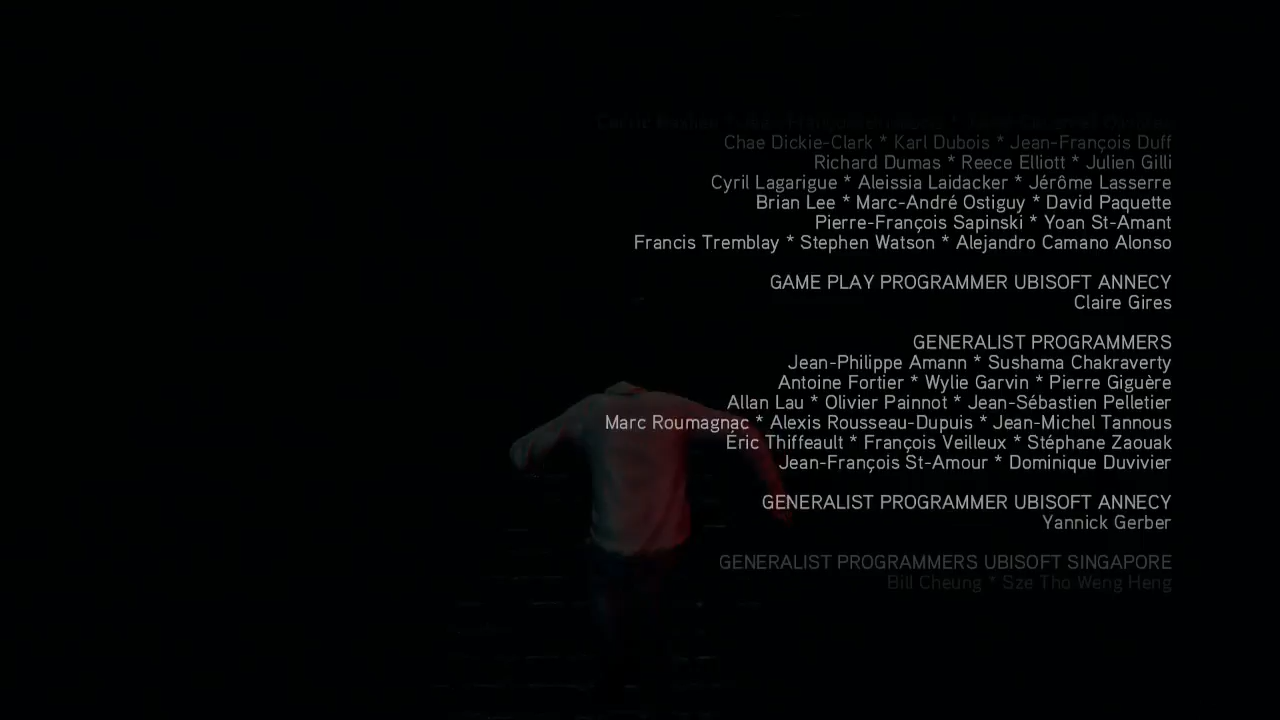 Chae Dickie-Clark * Karl Dubois * Jean-François Duff
Richard Dumas * Reece Elliott * Julien Gilli
Cyril Lagarigue * Aleissia Laidacker * Jérôme Lasserre
Brian Lee * Marc-André Ostiguy * David Paquette
Pierre-François Sapinski * Yoan St-Amant
Francis Tremblay * Stephen Watson * Alejandro Camano Alonso
GAME PLAY PROGRAMMER UBISOFT ANNECY
Claire Gires
GENERALIST PROGRAMMERS
Jean-Philippe Amann * Sushama Chakraverty
Antoine Fortier * Wylie Garvin * Pierre Giguère
Allan Lau * Olivier Painnot * Jean-Sébastien Pelletier
Marc Roumagnac * Alexis Rousseau-Dupuis * Jean-Michel Tannous
Éric Thiffeault * François Veilleux * Stéphane Zaouak
Jean-François St-Amour * Dominique Duvivier
GENERALIST PROGRAMMER UBISOFT ANNECY
Yannick Gerber
GENERALIST PROGRAMMERS UBISOFT SINGAPORE
Bill Cheung * Sze Tho Weng Heng